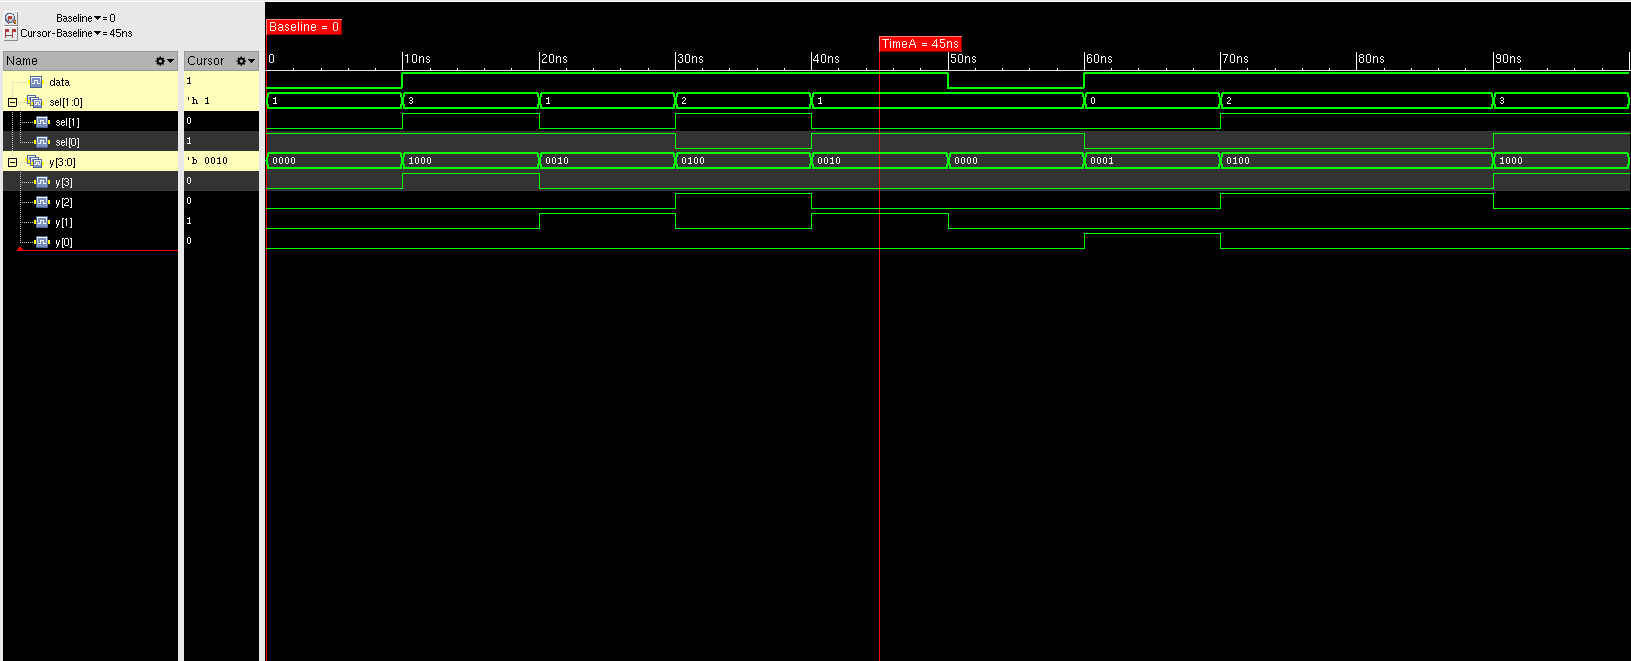 Baseline▼=0
Cursor-Baseline▼=45ns
Baseline = 0
TimeA = 45ns
Name Cursor 0 10ns 20ns 30ns 40ns 50ns 60ns 70ns 80ns 90ns
data 1
sel[1:0] 'h 1 1 3 1 2 1 0 2 3
sel[1] 0
sel[0] 1
y[3:0] 'b 0010 0000 1000 0010 0100 0010 0000 0001 0100 1000
y[3] 0
y[2] 0
y[1] 1
y[0] 0